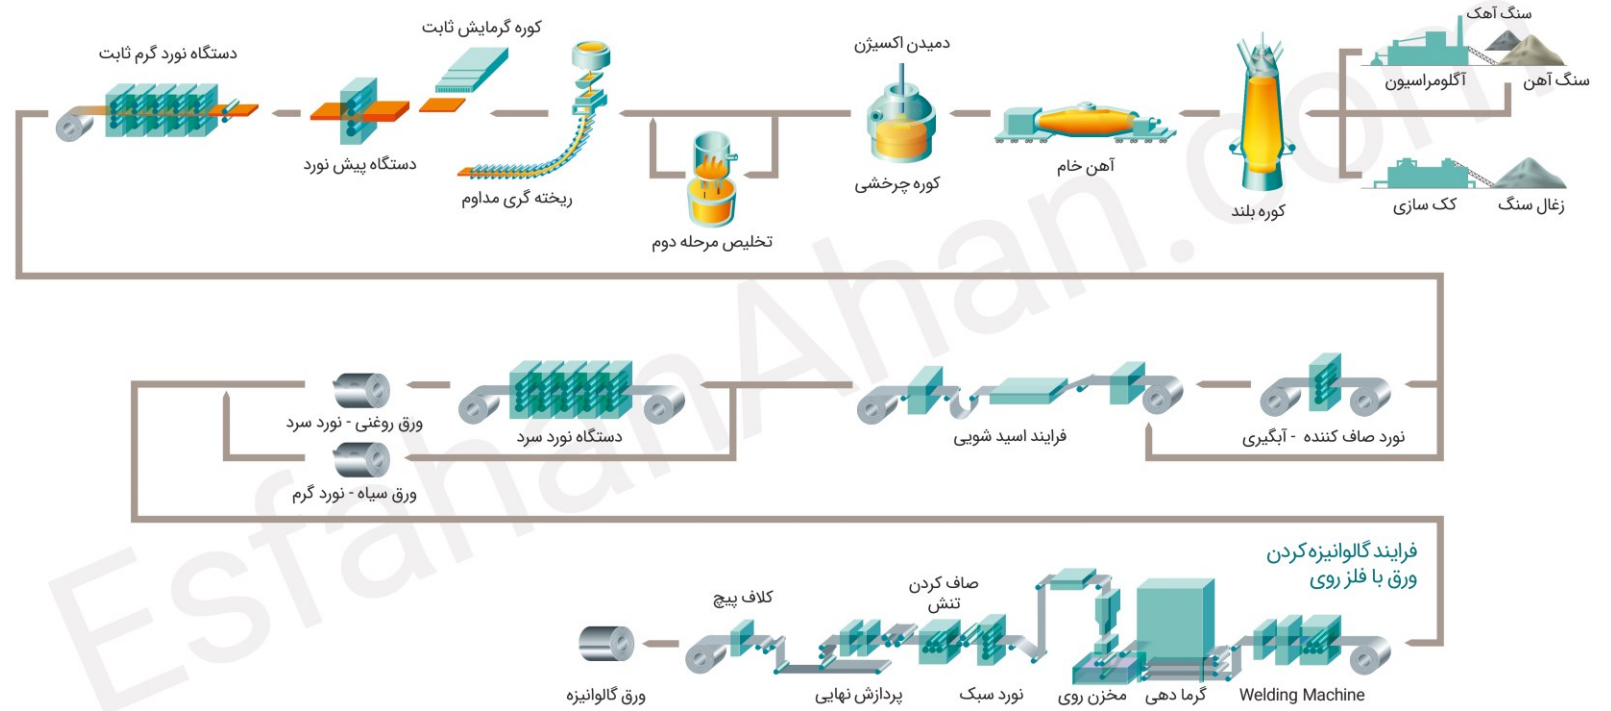 سنگ آهک
سنگ آهن
آگلومراسیون
زغال سنگ
کک سازی
کوره بلند
آهن خام
دمیدن اکسیژن
کوره چرخشی
تخلیص مرحله دوم
ریخته گری مداوم
کوره گرمایش ثابت
دستگاه پیش نورد
دستگاه نورد گرم ثابت
نورد صاف کننده - آبگیری
فرایند اسید شویی
دستگاه نورد سرد
ورق روغنی - نورد سرد
ورق سیاه - نورد گرم
فرایند گالوانیزه کردن
ورق با فلز روی
Welding Machine
گرما دهی
مخزن روی
صاف کردن
تنش
نورد سبک
پردازش نهایی
کلاف پیچ
ورق گالوانیزه
EsfahanAhan.com